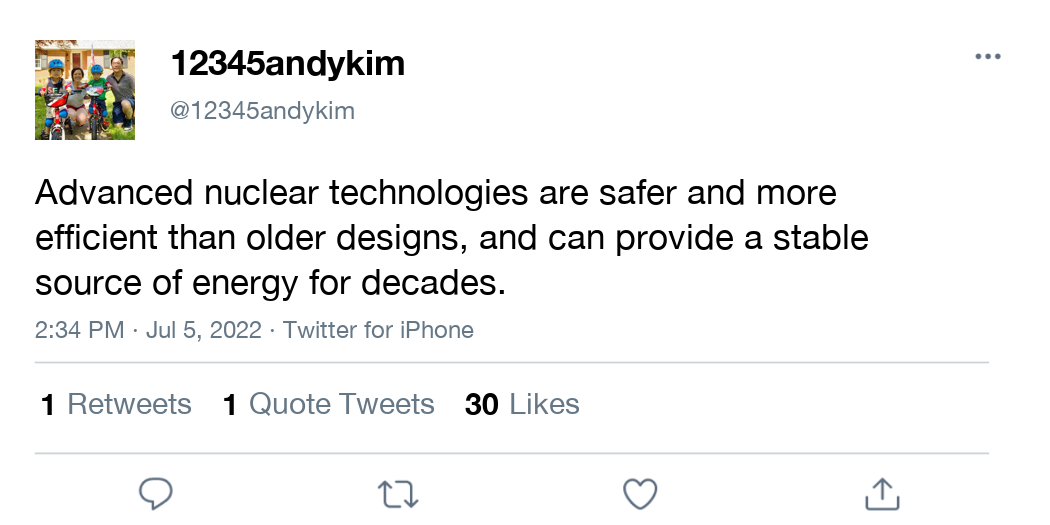 12345andykim
@12345andykim
Advanced nuclear technologies are safer and more
efficient than older designs, and can provide a stable
source of energy for decades.
2:34 PM · Jul 5, 2022 · Twitter for iPhone
1 Retweets 1 Quote Tweets 30 Likes